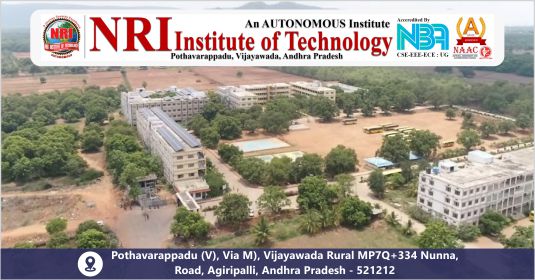 An AUTONOMOUS Institute
NRI Institute of Technology
Pothavarappadu, Vijayawada, Andhra Pradesh
NRI
Accredited By
NBA
CSE-EEE-ECE : UG
NAAC
Pothavarappadu (V), Via M), Vijayawada Rural MP7Q+334 Nunna,
Road, Agiripalli, Andhra Pradesh - 521212